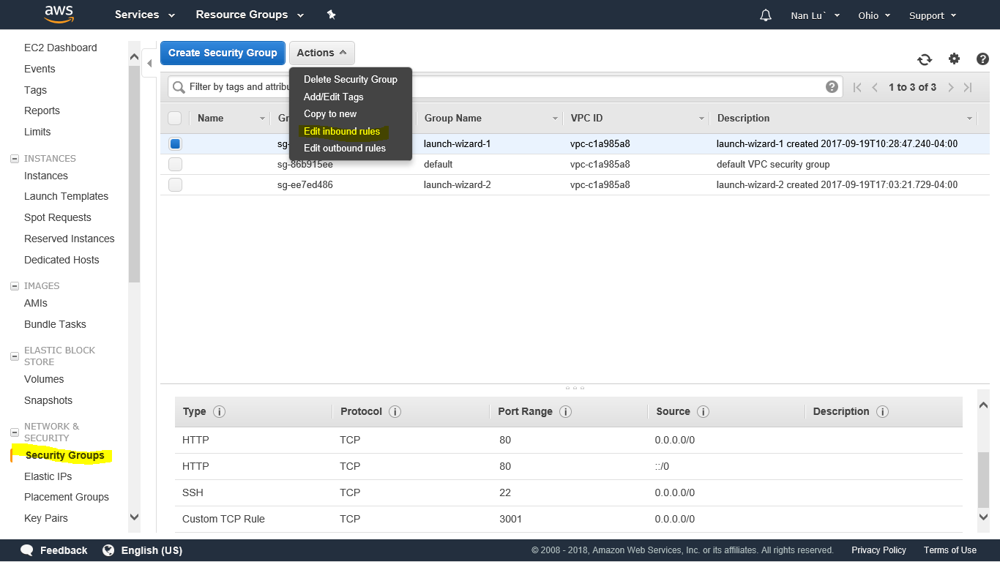 aws Services Resource Groups Nan Lu` Ohio Support
EC2 Dashboard
Events
Tags
Reports
Limits
INSTANCES
Instances
Launch Templates
Spot Requests
Reserved Instances
Dedicated Hosts
IMAGES
AMIs
Bundle Tasks
ELASTIC BLOCK
STORE
Volumes
Snapshots
NETWORK &
SECURITY
Security Groups
Elastic IPs
Placement Groups
Key Pairs
Create Security Group Actions
Delete Security Group
Add/Edit Tags
Copy to new
Edit inbound rules
Edit outbound rules
Filter by tags and attribu 1 to 3 of 3
Name Gr Group Name VPC ID Description
sg- launch-wizard-1 vpc-c1a985a8 launch-wizard-1 created 2017-09-19T10:28:47.240-04:00
sg-86b915ee default vpc-c1a985a8 default VPC security group
sg-ee7ed486 launch-wizard-2 vpc-c1a985a8 launch-wizard-2 created 2017-09-19T17:03:21.729-04:00
Type Protocol Port Range Source Description
HTTP TCP 80 0.0.0.0/0
HTTP TCP 80 ::/0
SSH TCP 22 0.0.0.0/0
Custom TCP Rule TCP 3001 0.0.0.0/0
Feedback English (US) © 2008 - 2018, Amazon Web Services, Inc. or its affiliates. All rights reserved. Privacy Policy Terms of Use